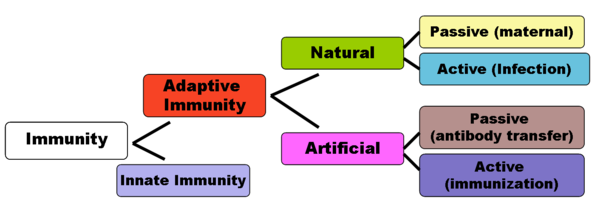 Immunity
Adaptive
Immunity
Innate Immunity
Natural
Artificial
Passive (maternal)
Active (Infection)
Passive
(antibody transfer)
Active
(immunization)